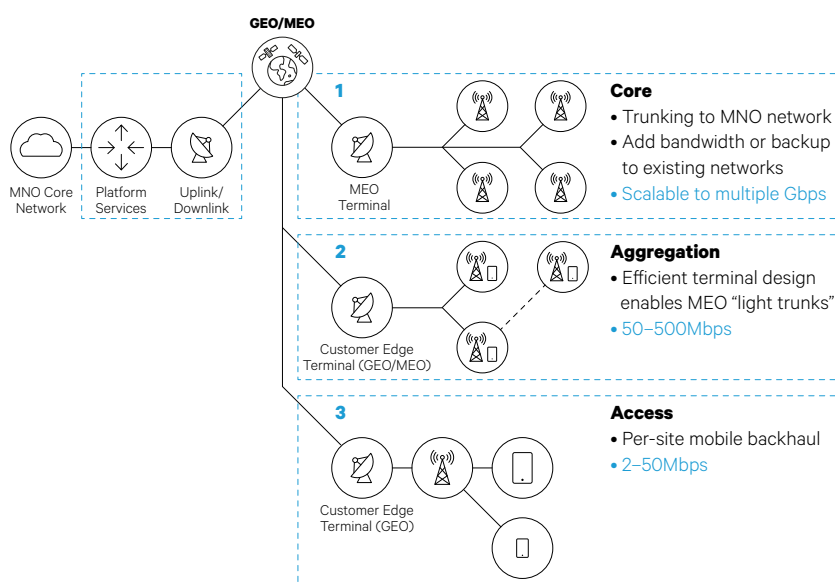 GEO/MEO
MNO Core
Network
Platform
Services
Uplink/
Downlink
1
MEO
Terminal
Core
• Trunking to MNO network
• Add bandwidth or backup
to existing networks
• Scalable to multiple Gbps
2
Customer Edge
Terminal (GEO/MEO)
Aggregation
• Efficient terminal design
enables MEO “light trunks”
• 50–500Mbps
3
Customer Edge
Terminal (GEO)
Access
• Per-site mobile backhaul
• 2–50Mbps